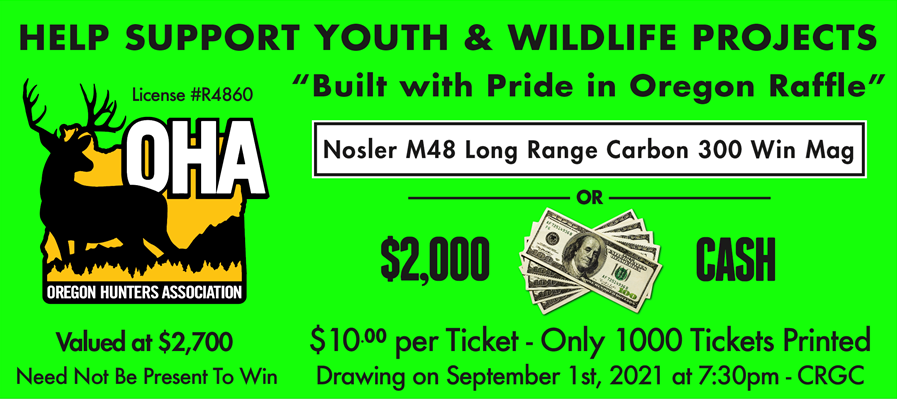 HELP SUPPORT YOUTH & WILDLIFE PROJECTS
License #R4860
"Built with Pride in Oregon Raffle"
OHA
OREGON HUNTERS ASSOCIATION
Nosler M48 Long Range Carbon 300 Win Mag
OR
$2,000 CASH
Valued at $2,700
$10.00 per Ticket - Only 1000 Tickets Printed
Need Not Be Present To Win
Drawing on September 1st, 2021 at 7:30pm - CRGC